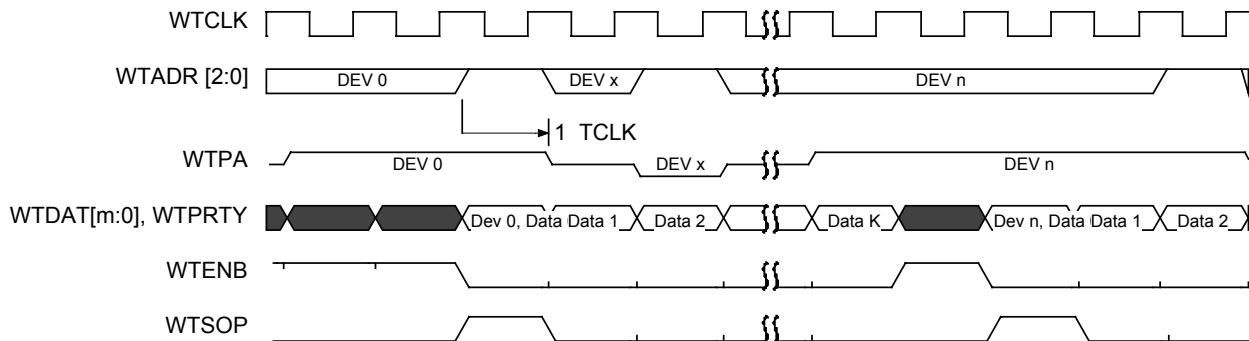 WTCLK
WTADR [2:0] DEV 0 DEV x DEV n
1 TCLK
WTPA DEV 0 DEV x DEV n
WTDAT[m:0], WTPRTY Dev 0, Data Data 1 Data 2 Data K Dev n, Data Data 1 Data 2
WTENB
WTSOP